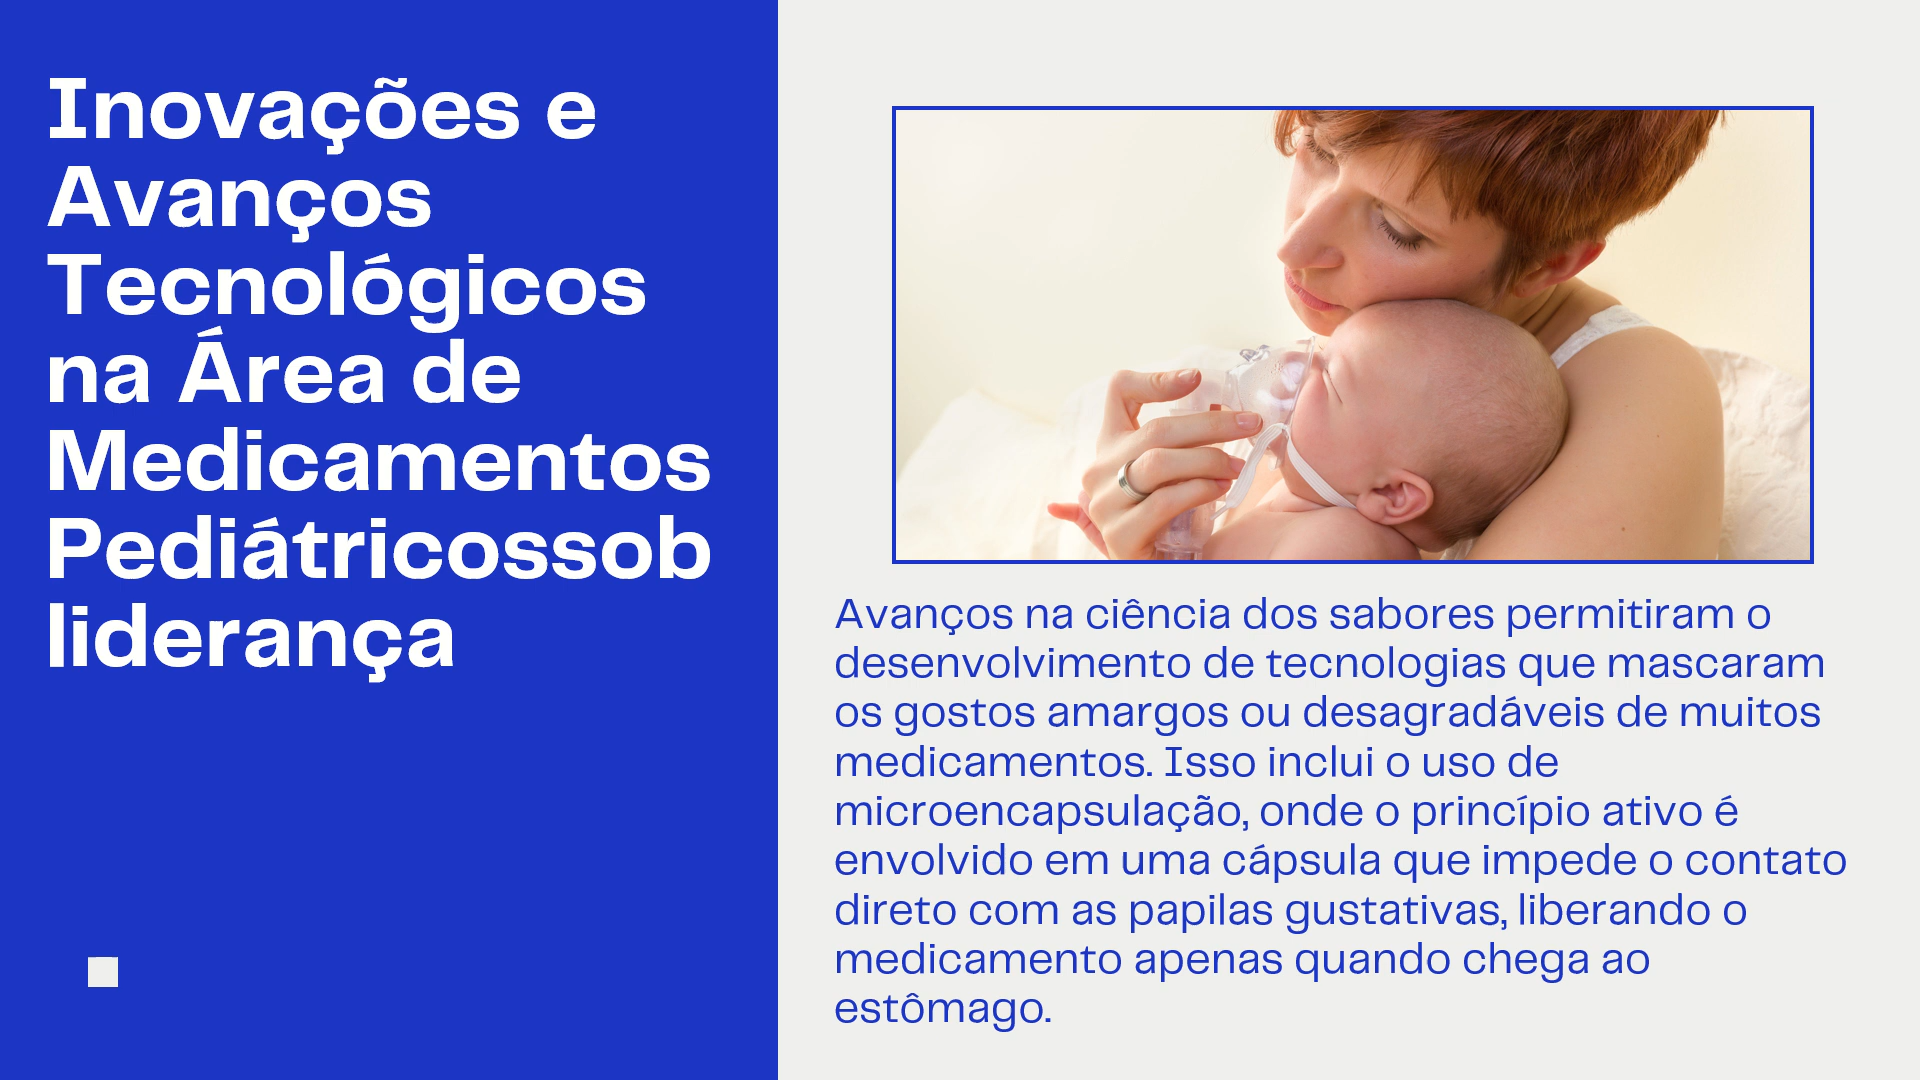 Inovações e
Avanços
Tecnológicos
na Área de
Medicamentos
Pediátricossob
liderança
Avanços na ciência dos sabores permitiram o
desenvolvimento de tecnologias que mascaram
os gostos amargos ou desagradáveis de muitos
medicamentos. Isso inclui o uso de
microencapsulação, onde o princípio ativo é
envolvido em uma cápsula que impede o contato
direto com as papilas gustativas, liberando o
medicamento apenas quando chega ao
estômago.